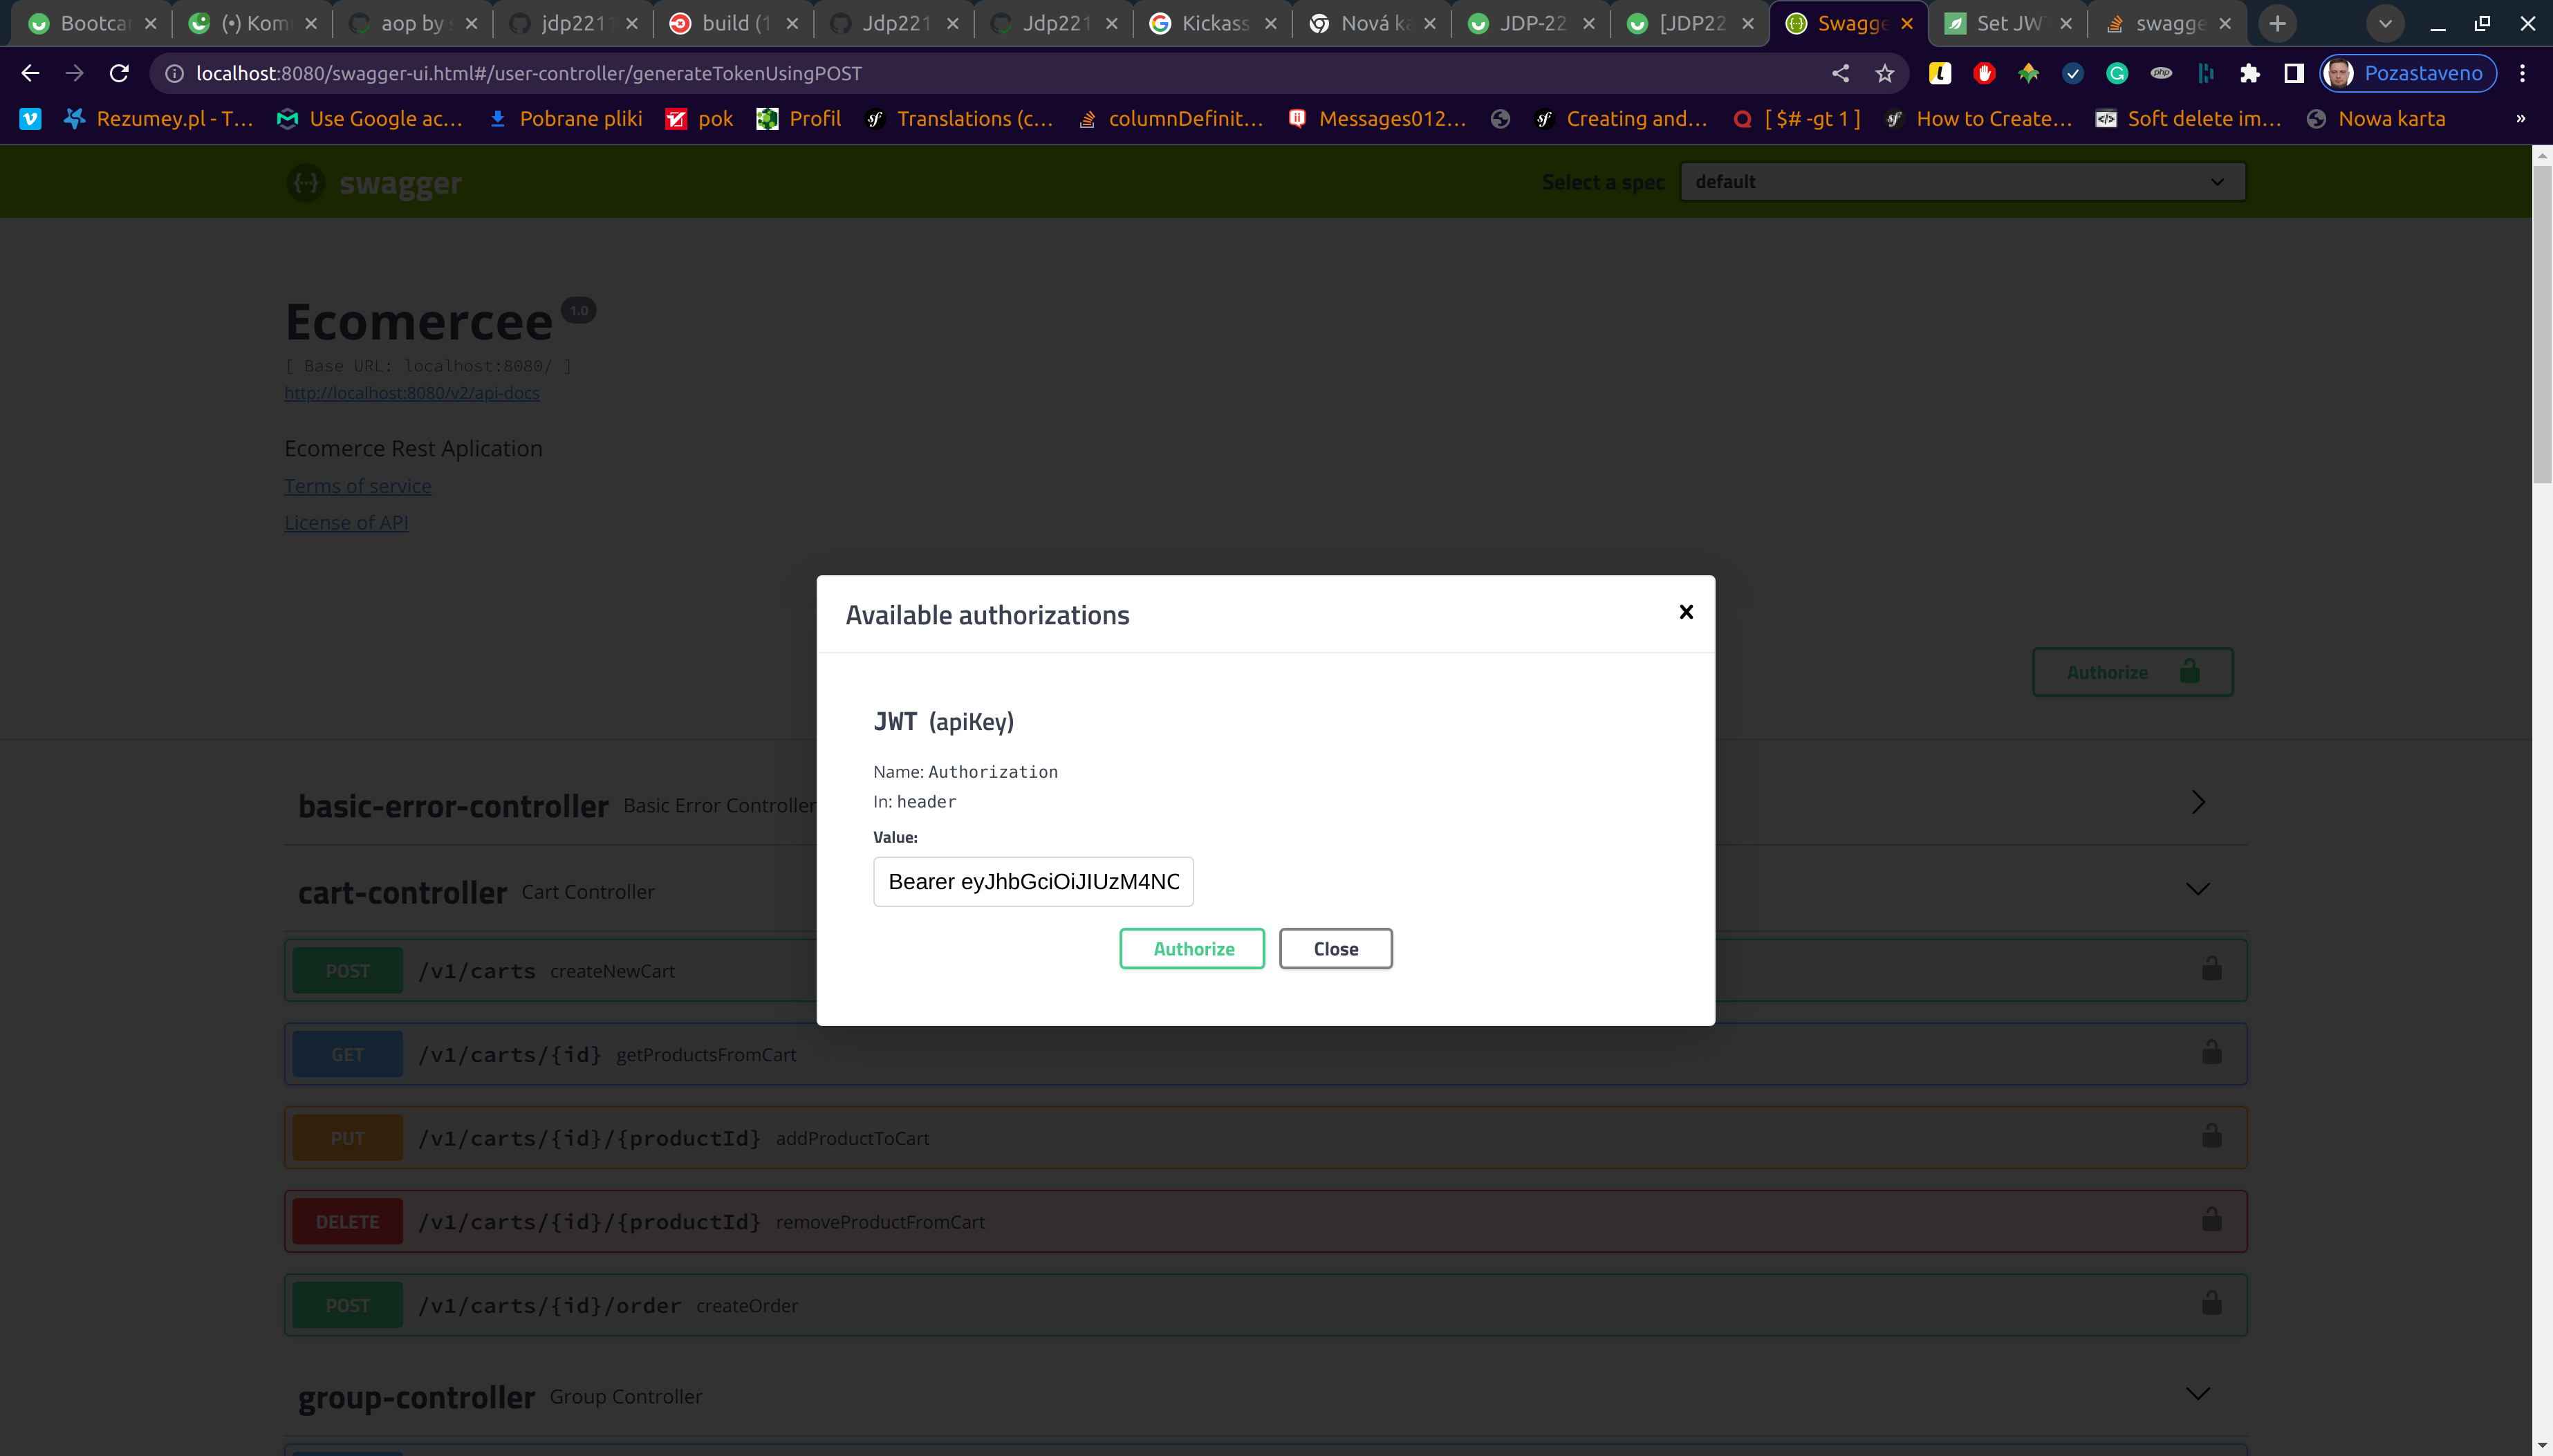 Bootcar
(•) Kom
aop by s
jdp2211
build (1
Jdp221
Jdp221
Kickass
Nová ka
JDP-22
[JDP22
Swagge
Set JWT
swagge
localhost:8080/swagger-ui.html#/user-controller/generateTokenUsingPOST
Pozastaveno
Rezumey.pl - T...
Use Google ac...
Pobrane pliki
pok
Profil
Translations (c...
columnDefinit...
Messages012...
Creating and...
[ $# -gt 1 ]
How to Create...
Soft delete im...
Nowa karta
»
swagger
Select a spec
default
Ecomercee 1.0
[ Base URL: localhost:8080/ ]
http://localhost:8080/v2/api-docs
Ecomerce Rest Aplication
Terms of service
License of API
Available authorizations
Authorize
JWT (apiKey)
Name: Authorization
In: header
Value:
Bearer eyJhbGciOiJIUzM4NC
Authorize
Close
basic-error-controller Basic Error Controller
cart-controller Cart Controller
POST /v1/carts createNewCart
GET /v1/carts/{id} getProductsFromCart
PUT /v1/carts/{id}/{productId} addProductToCart
DELETE /v1/carts/{id}/{productId} removeProductFromCart
POST /v1/carts/{id}/order createOrder
group-controller Group Controller